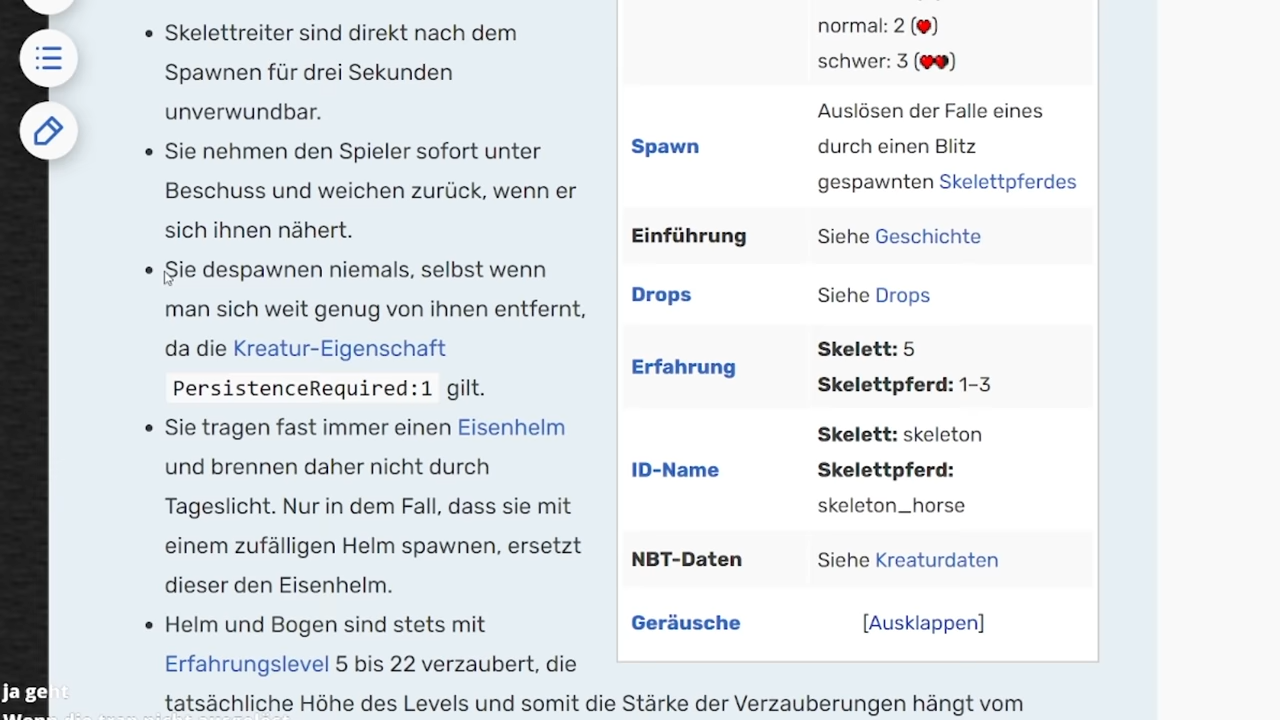 Skelettreiter sind direkt nach dem
Spawnen für drei Sekunden
unverwundbar.
Sie nehmen den Spieler sofort unter
Beschuss und weichen zurück, wenn er
sich ihnen nähert.
Sie despawnen niemals, selbst wenn
man sich weit genug von ihnen entfernt,
da die Kreatur-Eigenschaft
PersistenceRequired:1 gilt.
Sie tragen fast immer einen Eisenhelm
und brennen daher nicht durch
Tageslicht. Nur in dem Fall, dass sie mit
einem zufälligen Helm spawnen, ersetzt
dieser den Eisenhelm.
Helm und Bogen sind stets mit
Erfahrungslevel 5 bis 22 verzaubert, die
tatsächliche Höhe des Levels und somit die Stärke der Verzauberungen hängt vom
normal: 2 (♥)
schwer: 3 (♥♥)
Spawn
Auslösen der Falle eines
durch einen Blitz
gespawnten Skelettpferdes
Einführung
Siehe Geschichte
Drops
Siehe Drops
Erfahrung
Skelett: 5
Skelettpferd: 1–3
ID-Name
Skelett: skeleton
Skelettpferd:
skeleton_horse
NBT-Daten
Siehe Kreaturdaten
Geräusche
[Ausklappen]
ja geht